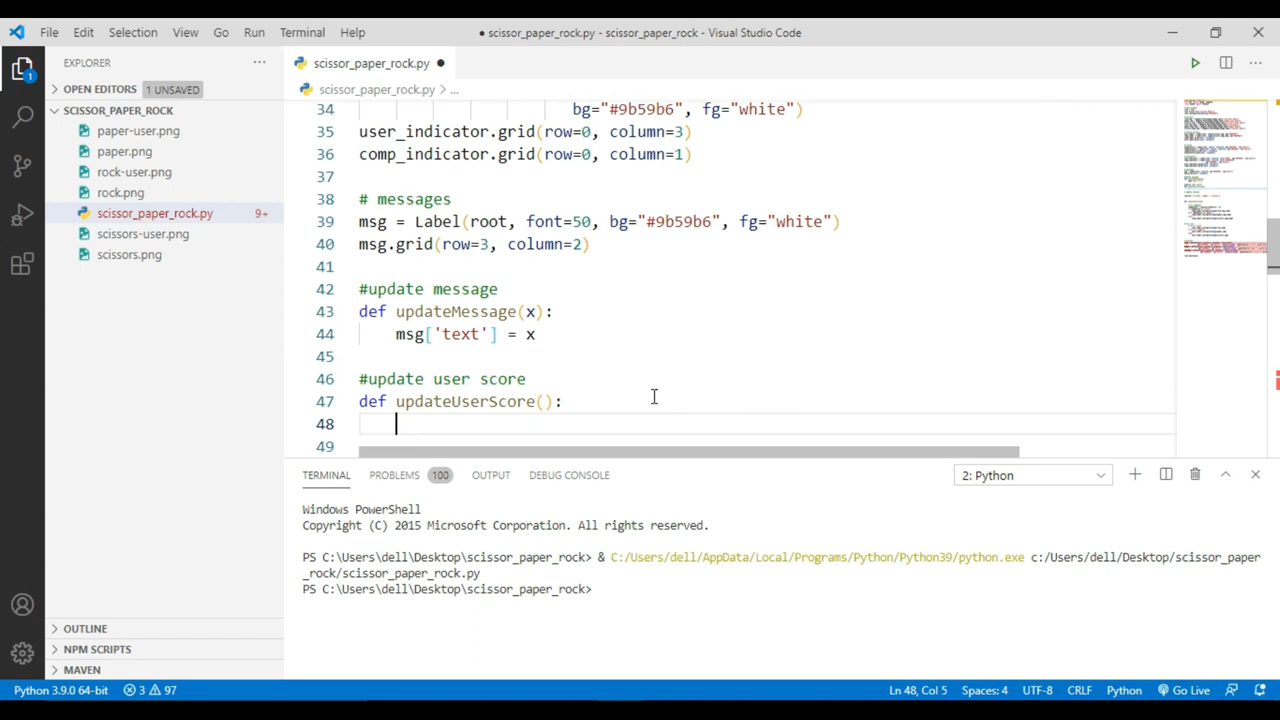 File Edit Selection View Go Run Terminal Help ● scissor_paper_rock.py - scissor_paper_rock - Visual Studio Code
EXPLORER ···
scissor_paper_rock.py ●
OPEN EDITORS 1 UNSAVED
scissor_paper_rock.py > ...
SCISSOR_PAPER_ROCK
paper-user.png
paper.png
rock-user.png
rock.png
scissor_paper_rock.py 9+
scissors-user.png
scissors.png
OUTLINE
NPM SCRIPTS
MAVEN
1
34 bg="#9b59b6", fg="white")
35 user_indicator.grid(row=0, column=3)
36 comp_indicator.grid(row=0, column=1)
37
38 # messages
39 msg = Label(root, font=50, bg="#9b59b6", fg="white")
40 msg.grid(row=3, column=2)
41
42 #update message
43 def updateMessage(x):
44 msg['text'] = x
45
46 #update user score
47 def updateUserScore():
48
49
TERMINAL PROBLEMS 100 OUTPUT DEBUG CONSOLE 2: Python
Windows PowerShell
Copyright (C) 2015 Microsoft Corporation. All rights reserved.
PS C:\Users\dell\Desktop\scissor_paper_rock> & C:/Users/dell/AppData/Local/Programs/Python/Python39/python.exe c:/Users/dell/Desktop/scissor_paper
_rock/scissor_paper_rock.py
PS C:\Users\dell\Desktop\scissor_paper_rock>
Python 3.9.0 64-bit 3 97 Ln 48, Col 5 Spaces: 4 UTF-8 CRLF Python Go Live